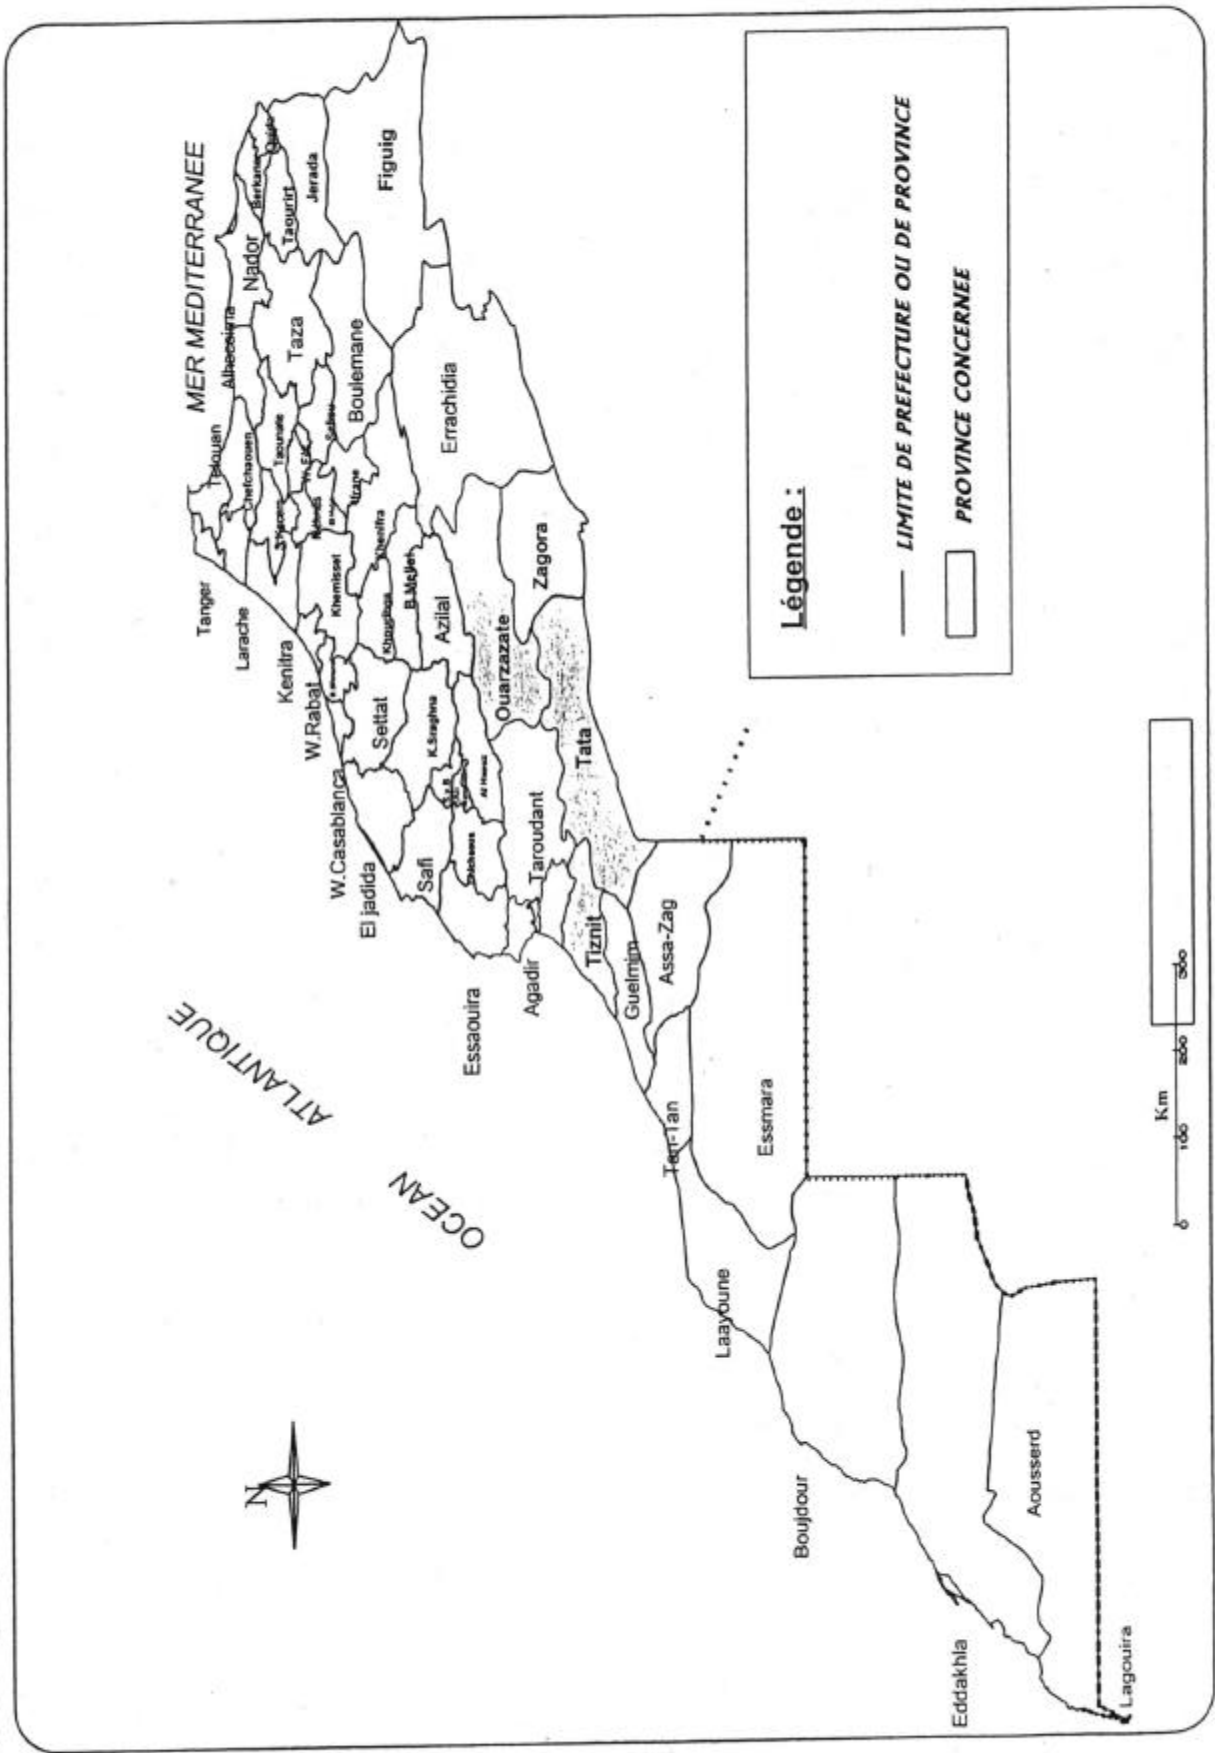 MER MEDITERRANEE
OCEAN ATLANTIQUE
N
Tanger
Tetouan
Larache
Chefchaouen
Alhoceima
Nador
Berkane
Taourirt
Jerada
Figuig
Taza
Taounate
Boulemane
Sefrou
Ifrane
Kenitra
Khemisset
Khenifra
W.Rabat
Khouribga
B.Mellal
Errachidia
W.Casablanca
Settat
Azilal
El jadida
K.Sraghna
Safi
Al Haouz
Chichaoua
Essaouira
Ouarzazate
Zagora
Agadir
Taroudant
Tata
Tiznit
Guelmim
Assa-Zag
Tan-Tan
Essmara
Laayoune
Boujdour
Eddakhla
Aousserd
Lagouira
Légende :
LIMITE DE PREFECTURE OU DE PROVINCE
PROVINCE CONCERNEE
Km
0 100 200 300